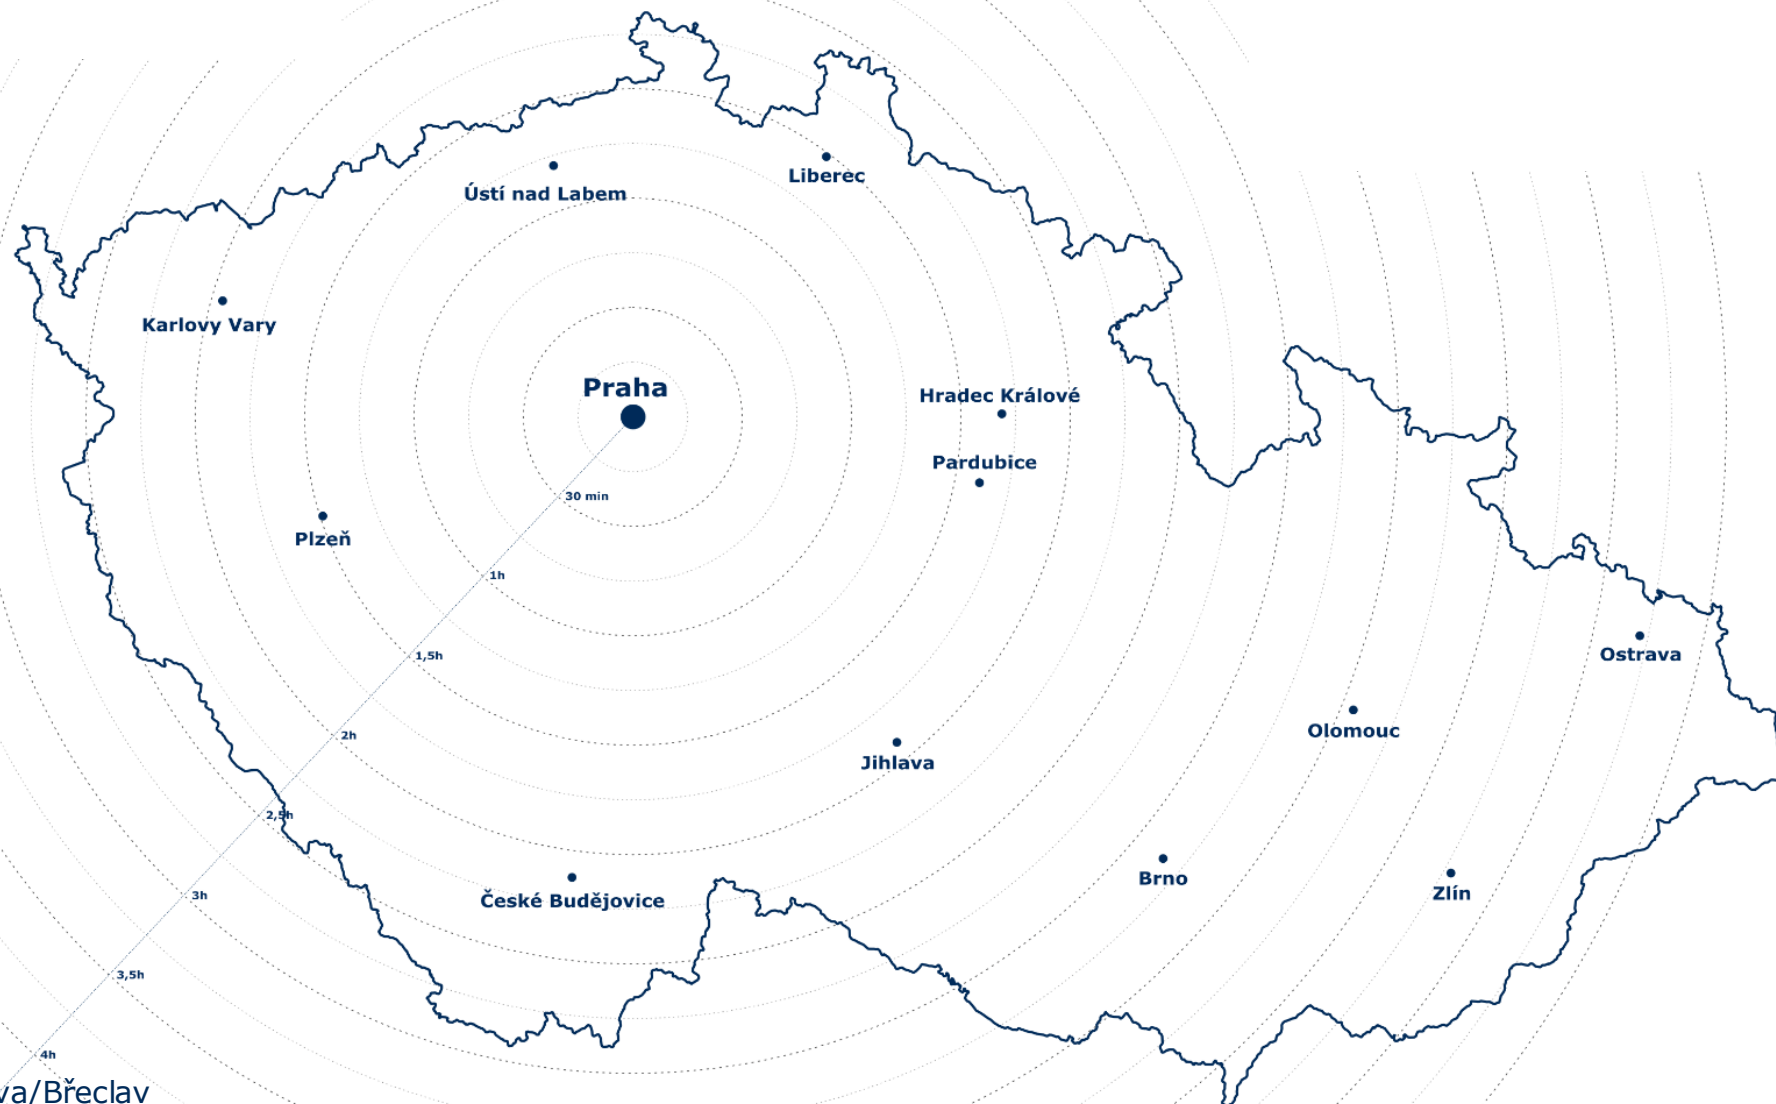 Liberec
Ústí nad Labem
Karlovy Vary
Praha
Hradec Králové
Pardubice
30 min
Plzeň
1h
Ostrava
1,5h
Olomouc
2h
Jihlava
2,5h
Brno
Zlín
3h
České Budějovice
3,5h
4h
va/Břeclav